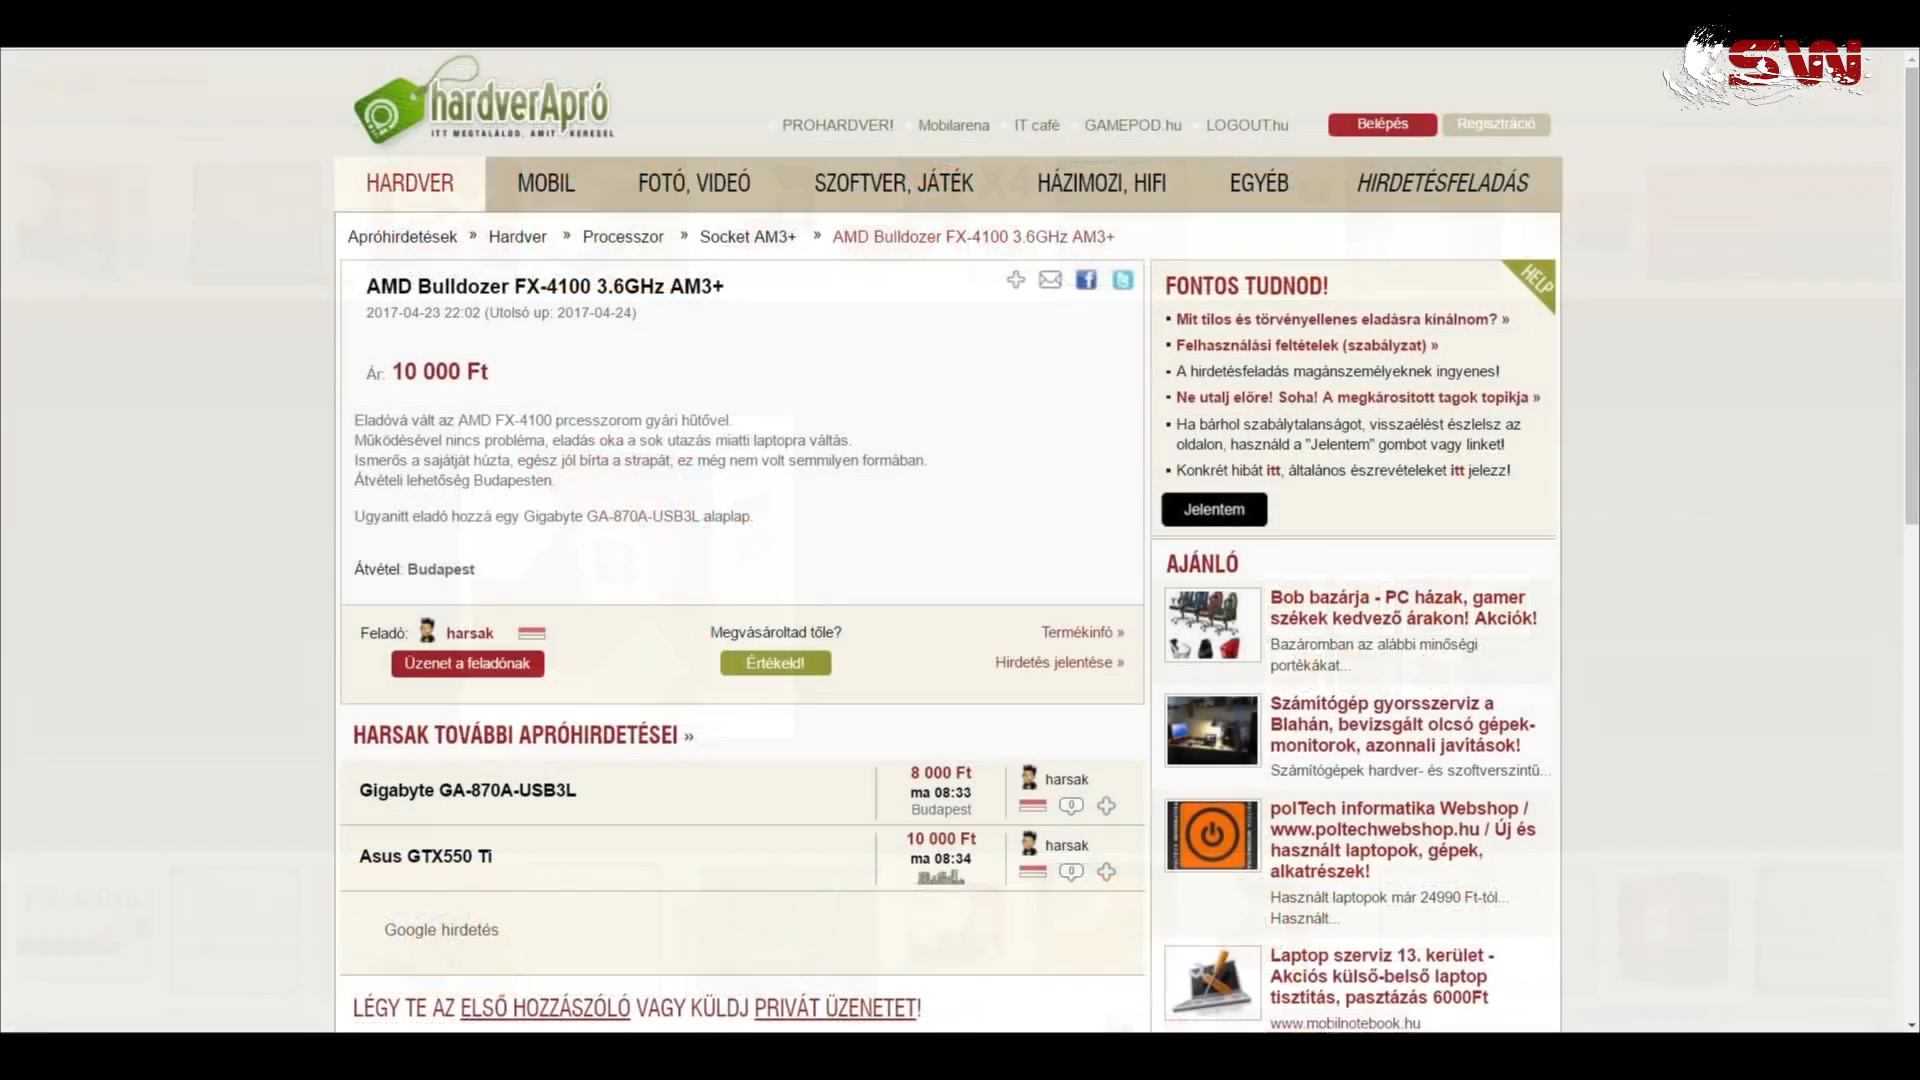 SW
hardverApró
ITT MEGTALÁLOD, AMIT KERESEL
PROHARDVER! Mobilarena IT café GAMEPOD.hu LOGOUT.hu
Belépés Regisztráció
HARDVER MOBIL FOTÓ, VIDEÓ SZOFTVER, JÁTÉK HÁZIMOZI, HIFI EGYÉB HIRDETÉSFELADÁS
Apróhirdetések » Hardver » Processzor » Socket AM3+ » AMD Bulldozer FX-4100 3.6GHz AM3+
AMD Bulldozer FX-4100 3.6GHz AM3+
2017-04-23 22:02 (Utolsó up: 2017-04-24)
Ár: 10 000 Ft
Eladóvá vált az AMD FX-4100 prcesszorom gyári hűtővel.
Működésével nincs probléma, eladás oka a sok utazás miatti laptopra váltás.
Ismerős a sajátját húzta, egész jól bírta a strapát, ez még nem volt semmilyen formában.
Átvételi lehetőség Budapesten.
Ugyanitt eladó hozzá egy Gigabyte GA-870A-USB3L alaplap.
Átvétel: Budapest
Feladó: harsak
Üzenet a feladónak
Megvásároltad tőle?
Értékeld!
Termékinfó »
Hirdetés jelentése »
HARSAK TOVÁBBI APRÓHIRDETÉSEI »
Gigabyte GA-870A-USB3L
8 000 Ft
ma 08:33
Budapest
harsak
0
Asus GTX550 Ti
10 000 Ft
ma 08:34
harsak
0
Google hirdetés
LÉGY TE AZ ELSŐ HOZZÁSZÓLÓ VAGY KÜLDJ PRIVÁT ÜZENETET!
FONTOS TUDNOD!
HELP
▪ Mit tilos és törvényellenes eladásra kínálnom? »
▪ Felhasználási feltételek (szabályzat) »
▪ A hirdetésfeladás magánszemélyeknek ingyenes!
▪ Ne utalj előre! Soha! A megkárosított tagok topikja »
▪ Ha bárhol szabálytalanságot, visszaélést észlelsz az
oldalon, használd a "Jelentem" gombot vagy linket!
▪ Konkrét hibát itt, általános észrevételeket itt jelezz!
Jelentem
AJÁNLÓ
Bob bazárja - PC házak, gamer
székek kedvező árakon! Akciók!
Bazáromban az alábbi minőségi
portékákat...
Számítógép gyorsszerviz a
Blahán, bevizsgált olcsó gépek-
monitorok, azonnali javítások!
Számítógépek hardver- és szoftverszintű...
polTech informatika Webshop /
www.poltechwebshop.hu / Új és
használt laptopok, gépek,
alkatrészek!
Használt laptopok már 24990 Ft-tól...
Használt...
Laptop szerviz 13. kerület -
Akciós külső-belső laptop
tisztítás, pasztázás 6000Ft
www.mobilnotebook.hu